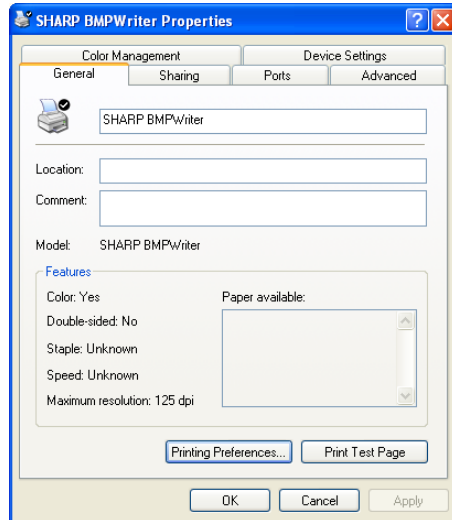 SHARP BMPWriter Properties
Color Management Device Settings
General Sharing Ports Advanced
SHARP BMPWriter
Location:
Comment:
Model: SHARP BMPWriter
Features
Color: Yes Paper available:
Double-sided: No
Staple: Unknown
Speed: Unknown
Maximum resolution: 125 dpi
Printing Preferences... Print Test Page
OK Cancel Apply